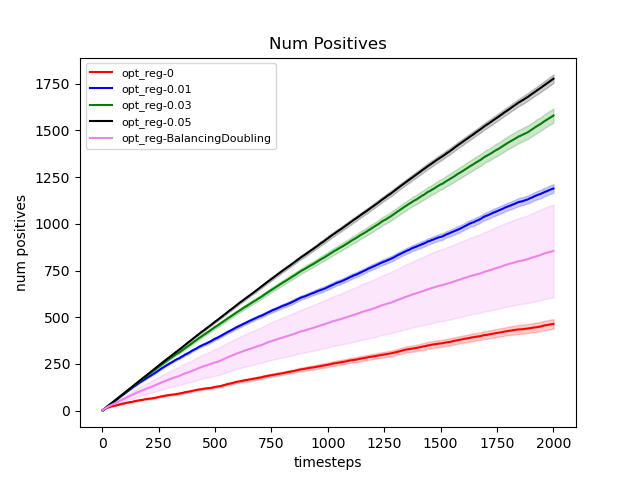 Num Positives
opt_reg-0
opt_reg-0.01
opt_reg-0.03
opt_reg-0.05
opt_reg-BalancingDoubling
num positives
1750
1500
1250
1000
750
500
250
0
0 250 500 750 1000 1250 1500 1750 2000
timesteps